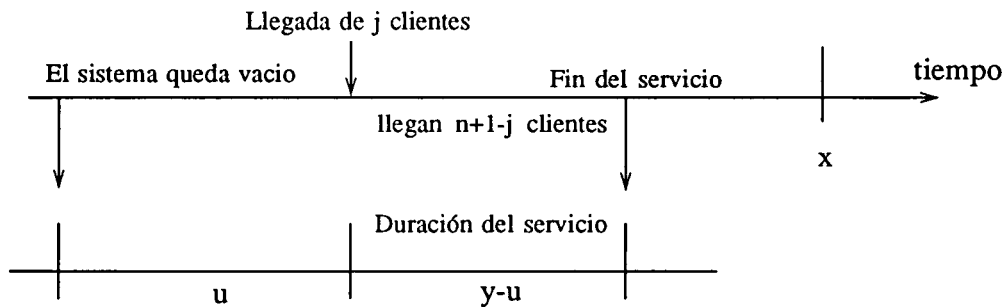 Llegada de j clientes
El sistema queda vacio
Fin del servicio
tiempo
llegan n+1-j clientes
x
Duración del servicio
u
y-u